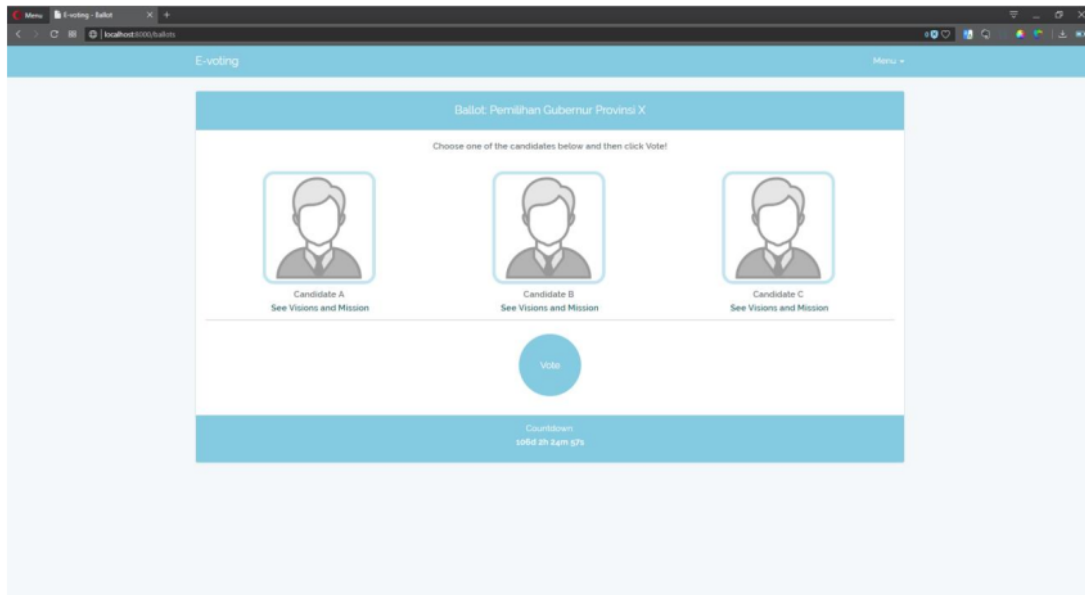 Menu
E-voting - Ballot
localhost:8000/ballots
E-voting
Menu
Ballot: Pemilihan Gubernur Provinsi X
Choose one of the candidates below and then click Vote!
Candidate A
See Visions and Mission
Candidate B
See Visions and Mission
Candidate C
See Visions and Mission
Vote
Countdown
106d 2h 24m 57s